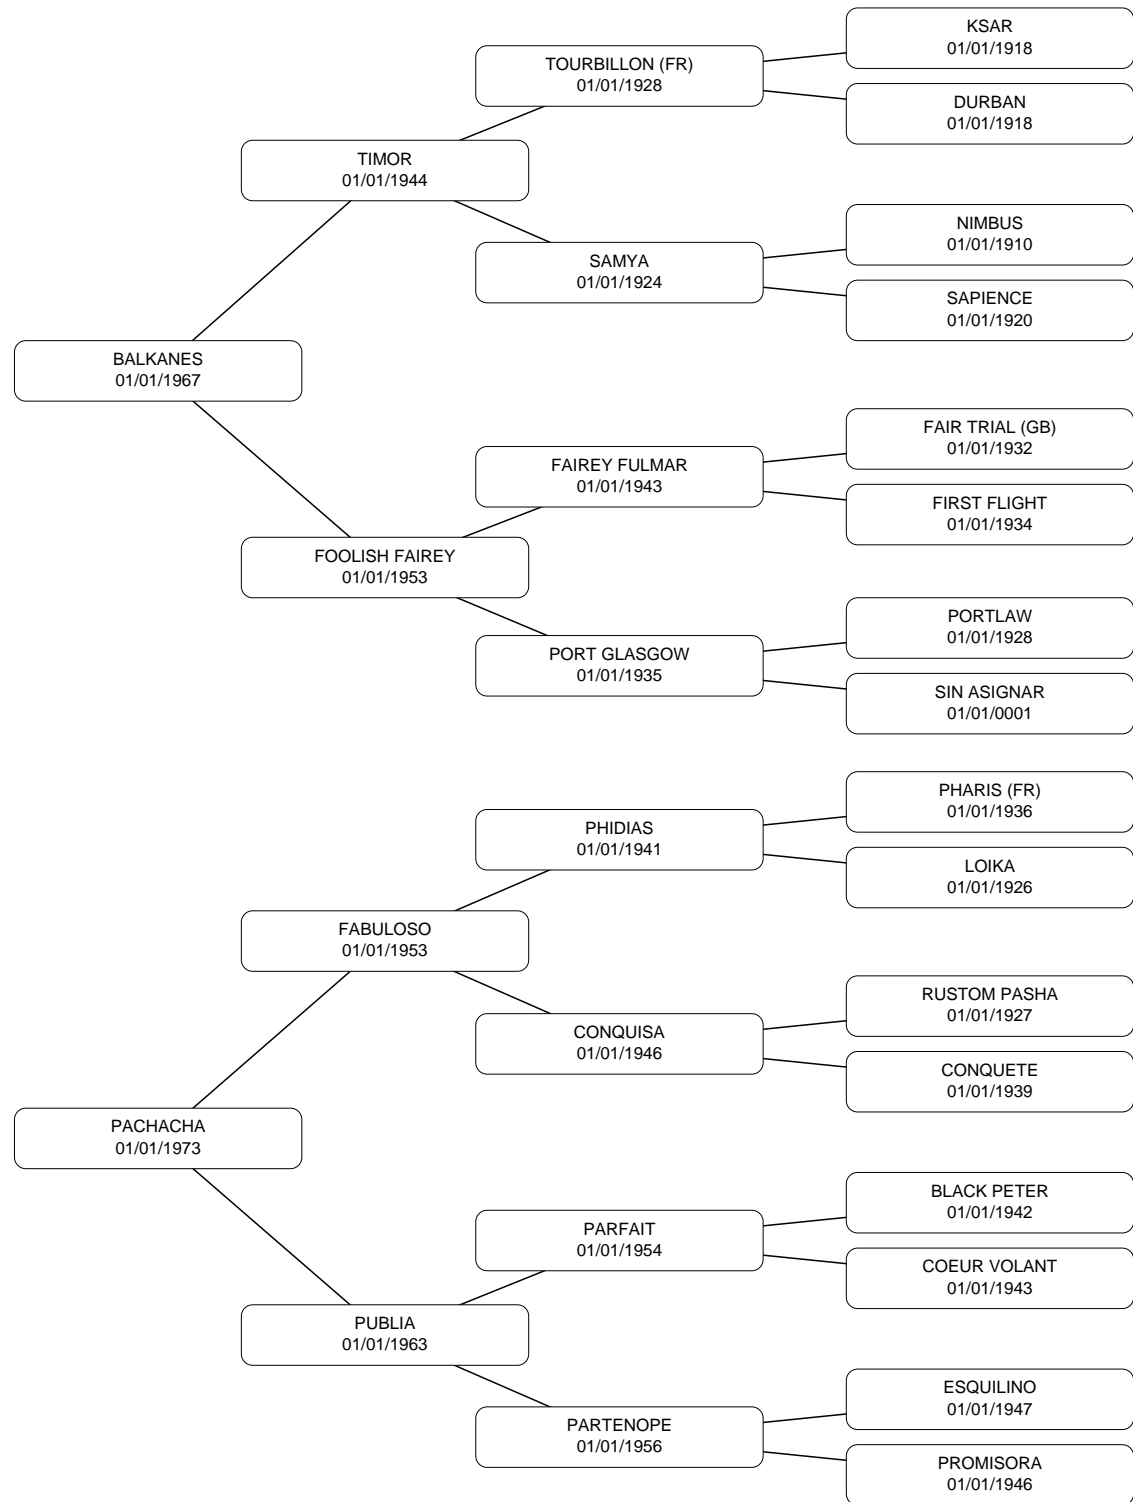 KSAR
01/01/1918
TOURBILLON (FR)
01/01/1928
DURBAN
01/01/1918
TIMOR
01/01/1944
NIMBUS
01/01/1910
SAMYA
01/01/1924
SAPIENCE
01/01/1920
BALKANES
01/01/1967
FAIR TRIAL (GB)
01/01/1932
FAIREY FULMAR
01/01/1943
FIRST FLIGHT
01/01/1934
FOOLISH FAIREY
01/01/1953
PORTLAW
01/01/1928
PORT GLASGOW
01/01/1935
SIN ASIGNAR
01/01/0001
PHARIS (FR)
01/01/1936
PHIDIAS
01/01/1941
LOIKA
01/01/1926
FABULOSO
01/01/1953
RUSTOM PASHA
01/01/1927
CONQUISA
01/01/1946
CONQUETE
01/01/1939
PACHACHA
01/01/1973
BLACK PETER
01/01/1942
PARFAIT
01/01/1954
COEUR VOLANT
01/01/1943
PUBLIA
01/01/1963
ESQUILINO
01/01/1947
PARTENOPE
01/01/1956
PROMISORA
01/01/1946